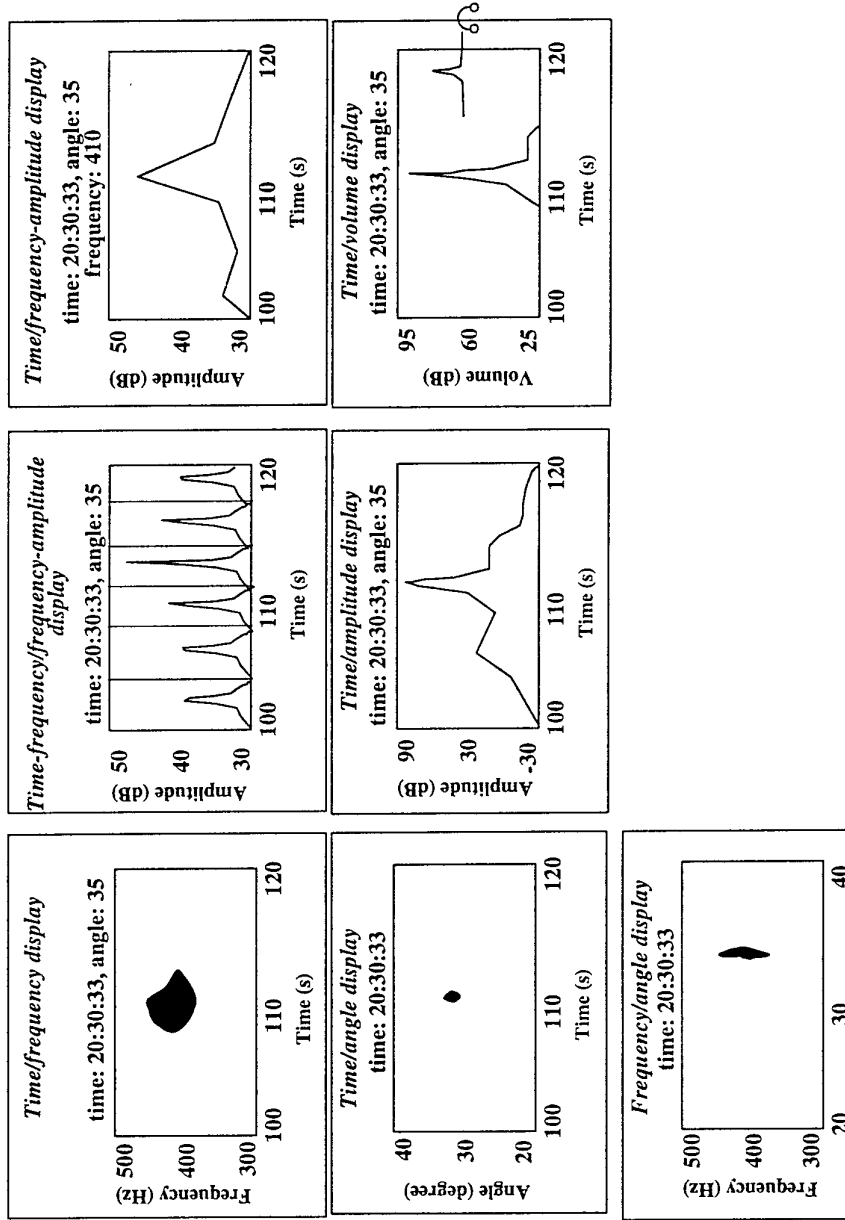 Time/frequency display
time: 20:30:33, angle: 35
500
400
300
Frequency (Hz)
100
110
120
Time (s)
Time-frequency/frequency-amplitude
display
time: 20:30:33, angle: 35
50
40
30
Amplitude (dB)
100
110
120
Time (s)
Time/frequency-amplitude display
time: 20:30:33, angle: 35
frequency: 410
50
40
30
Amplitude (dB)
100
110
120
Time (s)
Time/angle display
time: 20:30:33
40
30
20
Angle (degree)
100
110
120
Time (s)
Time/amplitude display
time: 20:30:33, angle: 35
90
30
-30
Amplitude (dB)
100
110
120
Time (s)
Time/volume display
time: 20:30:33, angle: 35
95
60
25
Volume (dB)
100
110
120
Time (s)
Frequency/angle display
time: 20:30:33
500
400
300
Frequency (Hz)
20
30
40